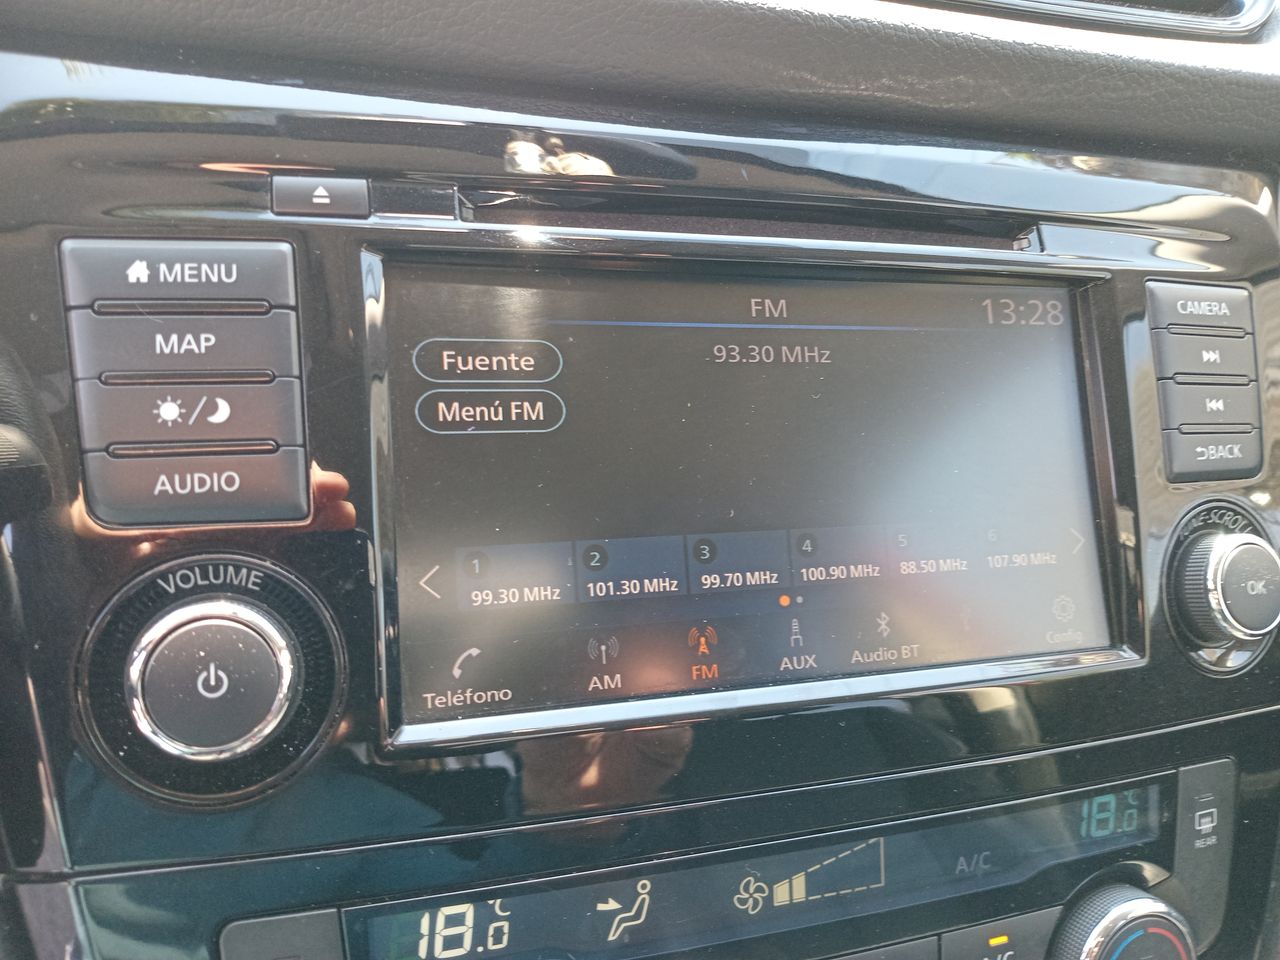 MENU
MAP
AUDIO
VOLUME
FM
13:28
93.30 MHz
Fuente
Menú FM
1
99.30 MHz
2
101.30 MHz
3
99.70 MHz
4
100.90 MHz
5
88.50 MHz
6
107.90 MHz
Teléfono
AM
FM
AUX
Audio BT
Config.
CAMERA
BACK
TUNE-SCROLL
OK
18.0 °C
A/C
18.0 °C
REAR
A/C